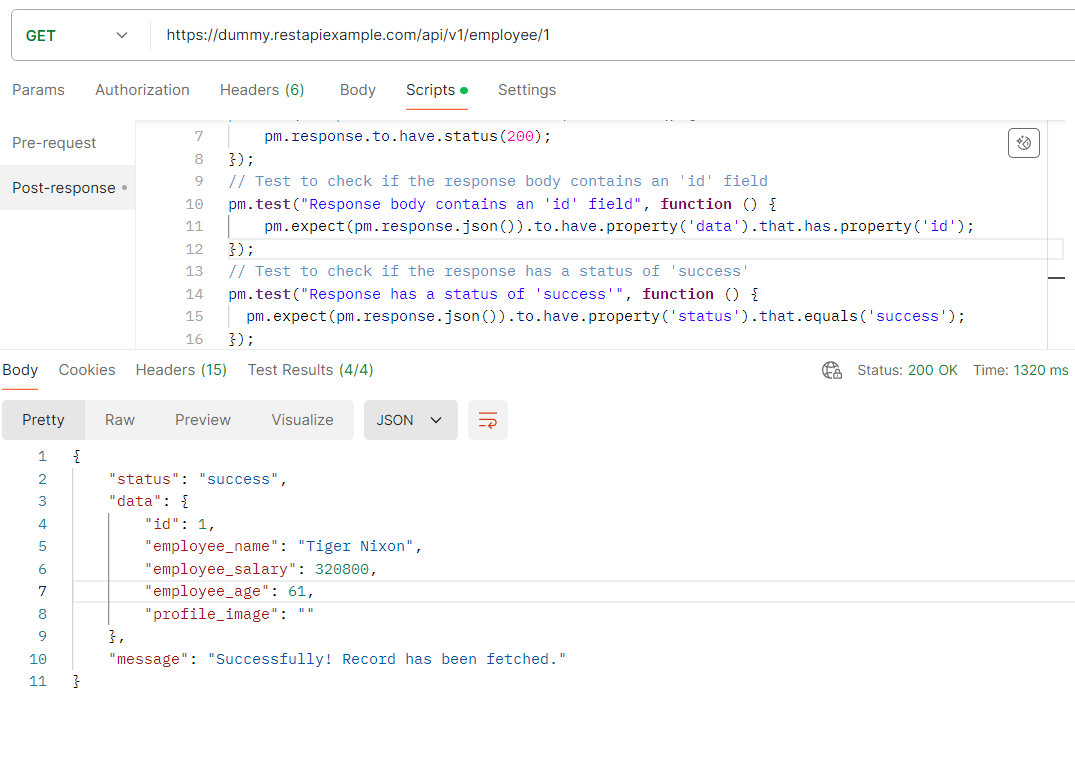 GET https://dummy.restapiexample.com/api/v1/employee/1
Params Authorization Headers (6) Body Scripts Settings
Pre-request
Post-response
7 pm.response.to.have.status(200);
8 });
9 // Test to check if the response body contains an 'id' field
10 pm.test("Response body contains an 'id' field", function () {
11 pm.expect(pm.response.json()).to.have.property('data').that.has.property('id');
12 });
13 // Test to check if the response has a status of 'success'
14 pm.test("Response has a status of 'success'", function () {
15 pm.expect(pm.response.json()).to.have.property('status').that.equals('success');
16 });
Body Cookies Headers (15) Test Results (4/4) Status: 200 OK Time: 1320 ms
Pretty Raw Preview Visualize JSON
1 {
2 "status": "success",
3 "data": {
4 "id": 1,
5 "employee_name": "Tiger Nixon",
6 "employee_salary": 320800,
7 "employee_age": 61,
8 "profile_image": ""
9 },
10 "message": "Successfully! Record has been fetched."
11 }